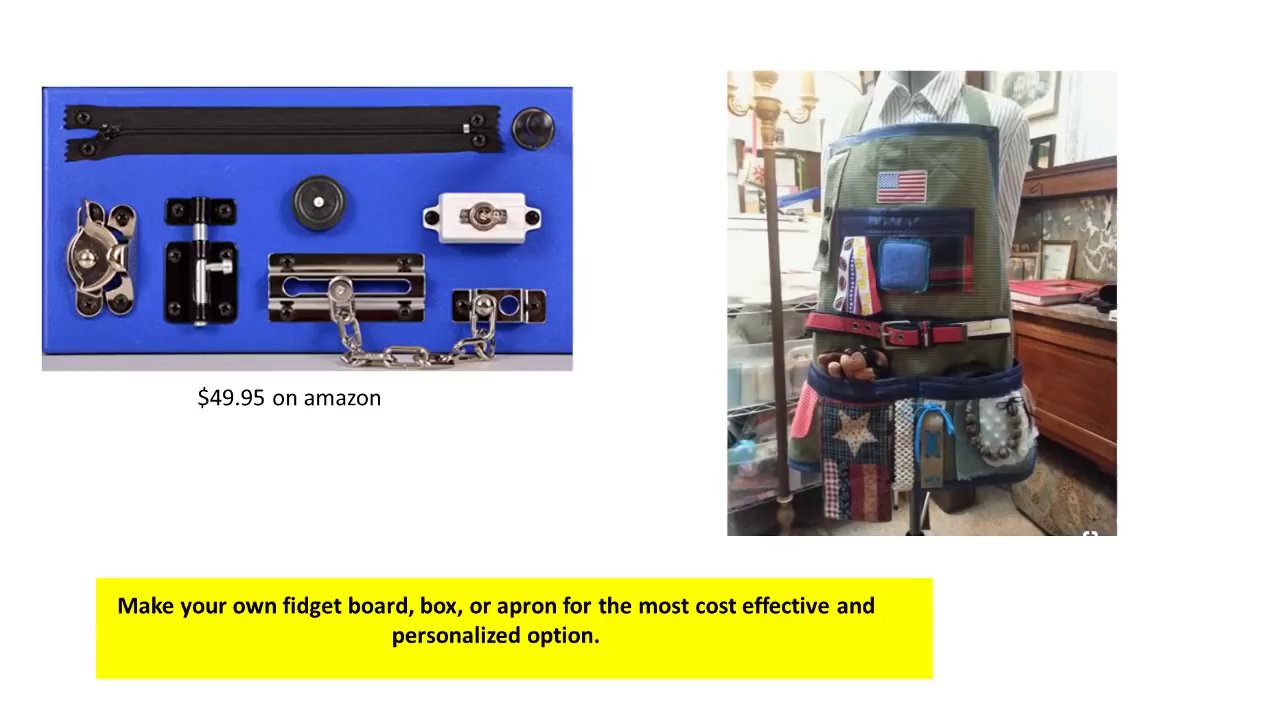 $49.95 on amazon
Make your own fidget board, box, or apron for the most cost effective and
personalized option.